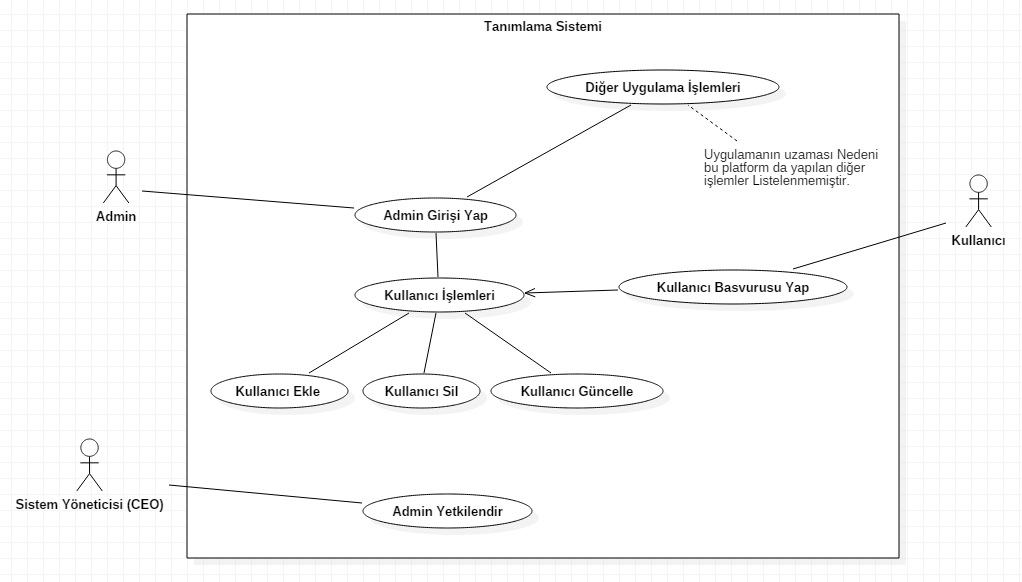 Tanımlama Sistemi
Diğer Uygulama İşlemleri
Uygulamanın uzaması Nedeni
bu platform da yapılan diğer
işlemler Listelenmemiştir.
Admin
Admin Girişi Yap
Kullanıcı
Kullanıcı İşlemleri
Kullanıcı Basvurusu Yap
Kullanıcı Ekle
Kullanıcı Sil
Kullanıcı Güncelle
Sistem Yöneticisi (CEO)
Admin Yetkilendir